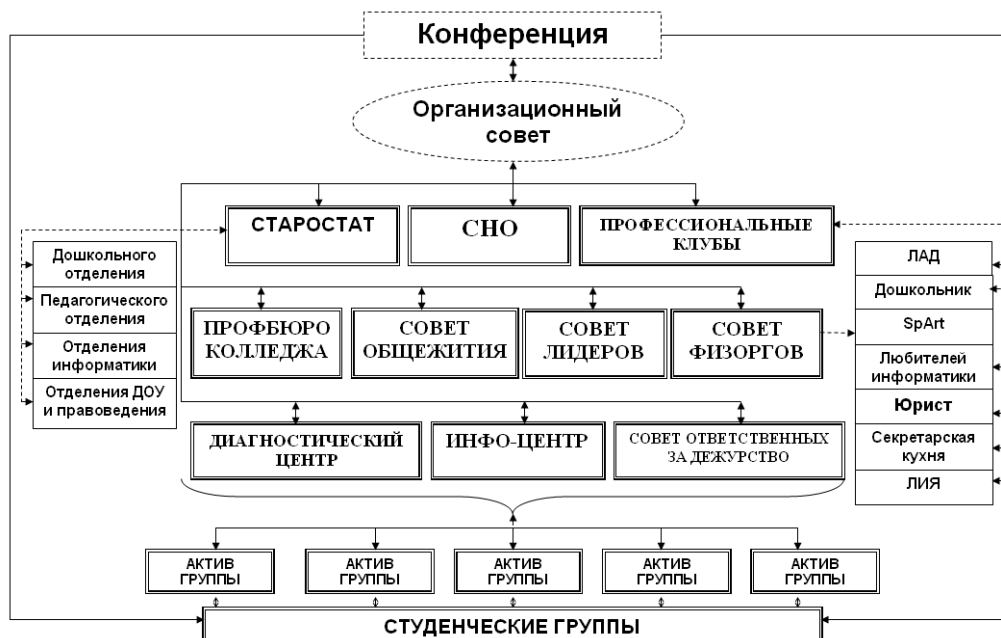 Конференция
Организационный
совет
СТАРОСТАТ
СНО
ПРОФЕССИОНАЛЬНЫЕ
КЛУБЫ
Дошкольного
отделения
Педагогического
отделения
Отделения
информатики
Отделения ДОУ
и правоведения
ПРОФБЮРО
КОЛЛЕДЖА
СОВЕТ
ОБЩЕЖИТИЯ
СОВЕТ
ЛИДЕРОВ
СОВЕТ
ФИЗОРГОВ
ЛАД
Дошкольник
SpArt
Любителей
информатики
Юрист
Секретарская
кухня
ЛИЯ
ДИАГНОСТИЧЕСКИЙ
ЦЕНТР
ИНФО-ЦЕНТР
СОВЕТ ОТВЕТСТВЕННЫХ
ЗА ДЕЖУРСТВО
АКТИВ
ГРУППЫ
АКТИВ
ГРУППЫ
АКТИВ
ГРУППЫ
АКТИВ
ГРУППЫ
АКТИВ
ГРУППЫ
СТУДЕНЧЕСКИЕ ГРУППЫ